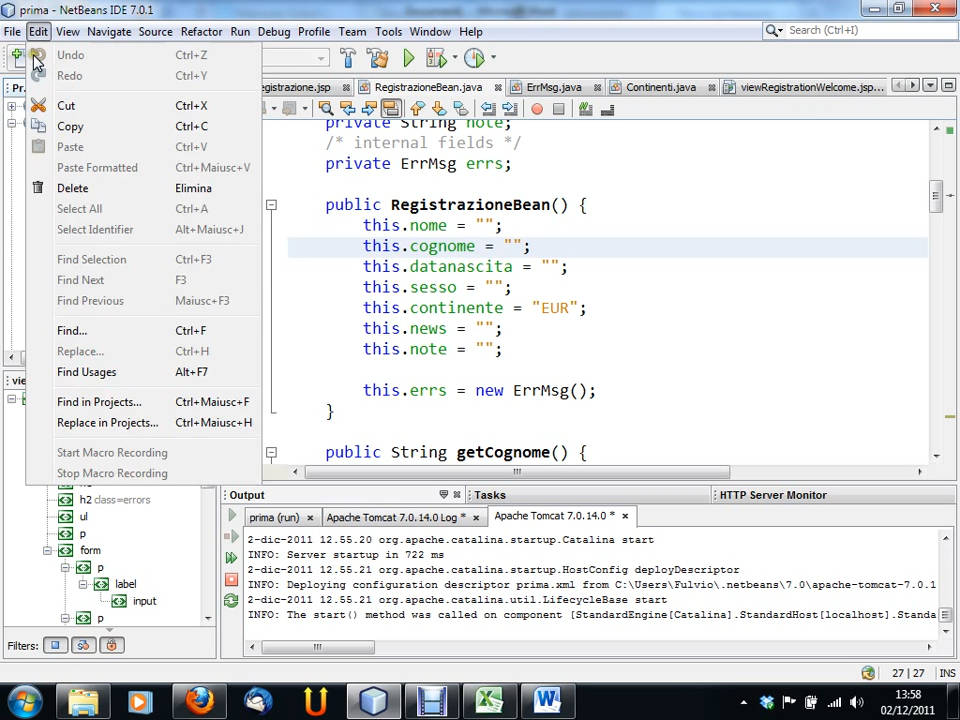 prima - NetBeans IDE 7.0.1
File Edit View Navigate Source Refactor Run Debug Profile Team Tools Window Help
Search (Ctrl+I)
Undo Ctrl+Z
Redo Ctrl+Y
Cut Ctrl+X
Copy Ctrl+C
Paste Ctrl+V
Paste Formatted Ctrl+Maiusc+V
Delete Elimina
Select All Ctrl+A
Select Identifier Alt+Maiusc+J
Find Selection Ctrl+F3
Find Next F3
Find Previous Maiusc+F3
Find... Ctrl+F
Replace... Ctrl+H
Find Usages Alt+F7
Find in Projects... Ctrl+Maiusc+F
Replace in Projects... Ctrl+Maiusc+H
Start Macro Recording
Stop Macro Recording
egistrazione.jsp RegistrazioneBean.java ErrMsg.java Continenti.java viewRegistrationWelcome.jsp...
private String note;
/* internal fields */
private ErrMsg errs;
public RegistrazioneBean() {
this.nome = "";
this.cognome = "";
this.datanascita = "";
this.sesso = "";
this.continente = "EUR";
this.news = "";
this.note = "";
this.errs = new ErrMsg();
}
public String getCognome() {
h2 class=errors
ul
p
form
p
label
input
p
Filters:
Output Tasks HTTP Server Monitor
prima (run) Apache Tomcat 7.0.14.0 Log * Apache Tomcat 7.0.14.0 *
2-dic-2011 12.55.20 org.apache.catalina.startup.Catalina start
INFO: Server startup in 722 ms
2-dic-2011 12.55.21 org.apache.catalina.startup.HostConfig deployDescriptor
INFO: Deploying configuration descriptor prima.xml from C:\Users\Fulvio\.netbeans\7.0\apache-tomcat-7.0.1
2-dic-2011 12.55.21 org.apache.catalina.util.LifecycleBase start
INFO: The start() method was called on component [StandardEngine[Catalina].StandardHost[localhost].Standa
27 | 27 INS
13:58
02/12/2011